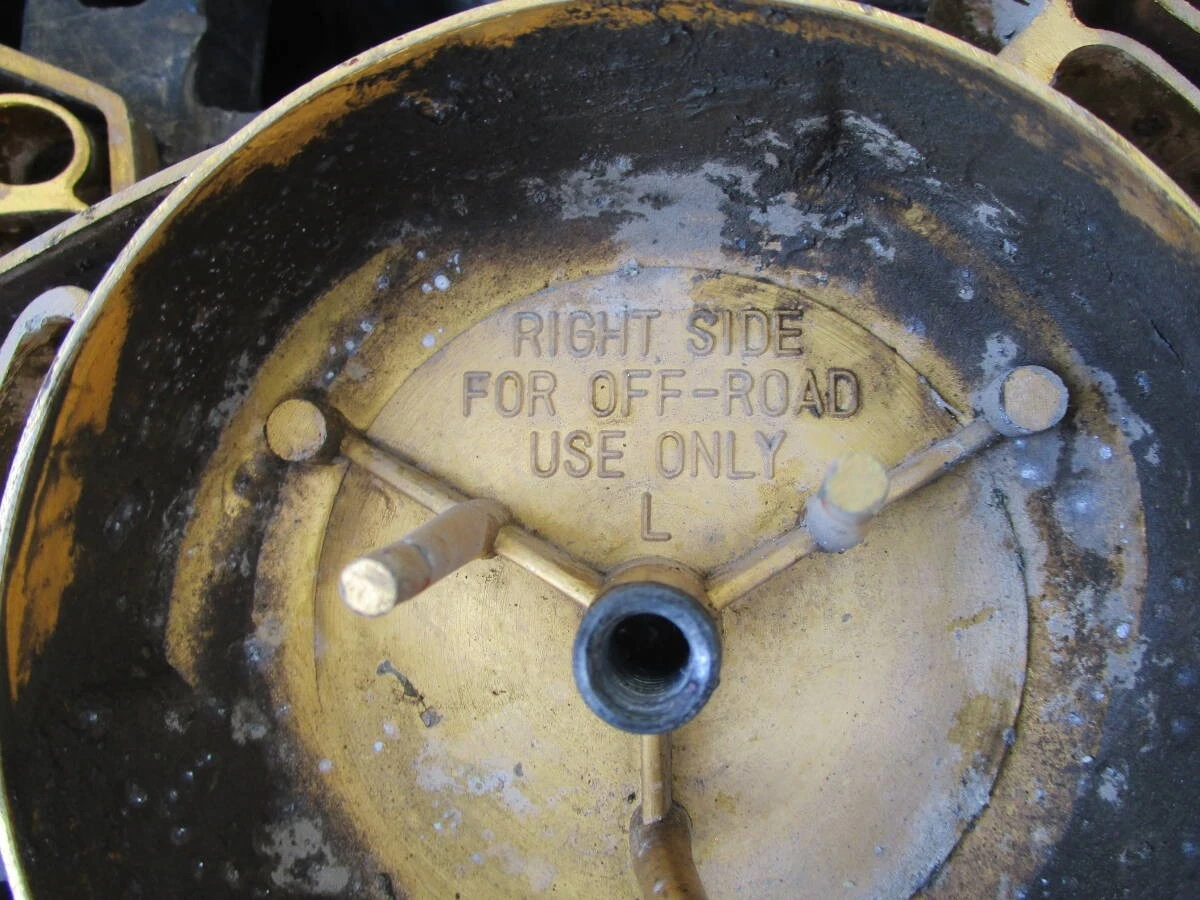 RIGHT SIDE
FOR OFF-ROAD
USE ONLY
L